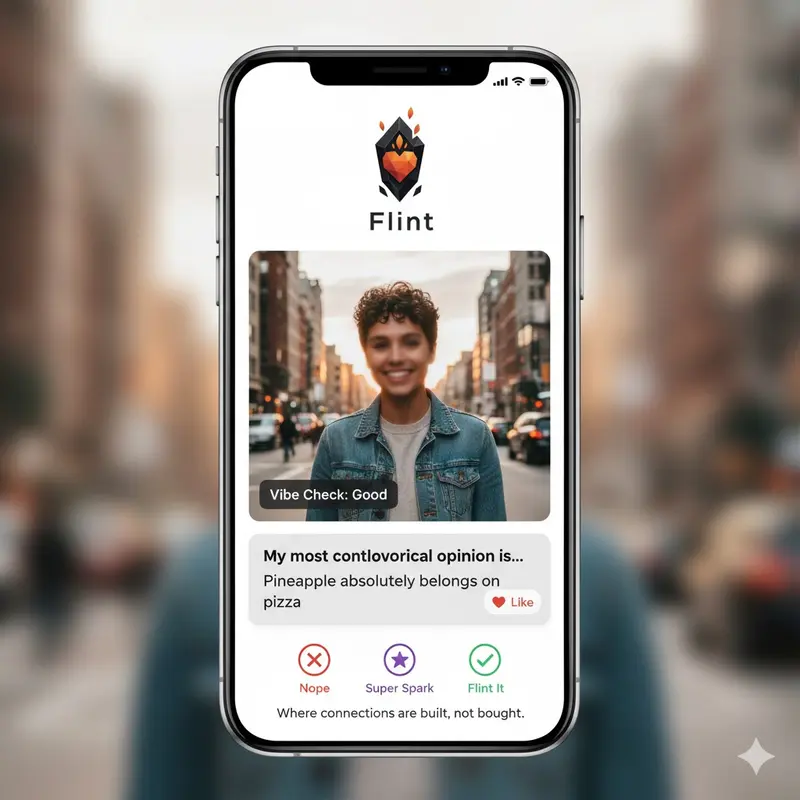 Flint
Vibe Check: Good
My most contlovorical opinion is...
Pineapple absolutely belongs on
pizza
Like
Nope
Super Spark
Flint It
Where connections are built, not bought.